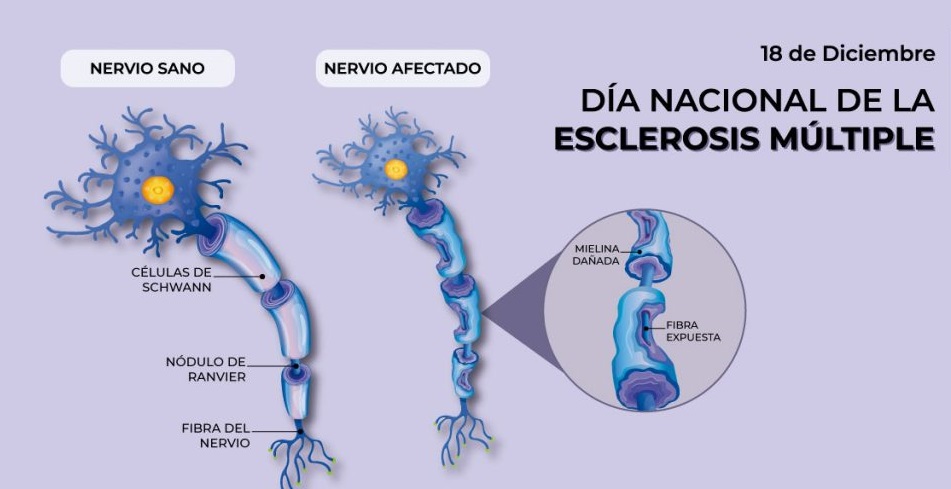 18 de Diciembre
DÍA NACIONAL DE LA
ESCLEROSIS MÚLTIPLE
NERVIO SANO
NERVIO AFECTADO
CÉLULAS DE
SCHWANN
NÓDULO DE
RANVIER
FIBRA DEL
NERVIO
MIELINA
DAÑADA
FIBRA
EXPUESTA